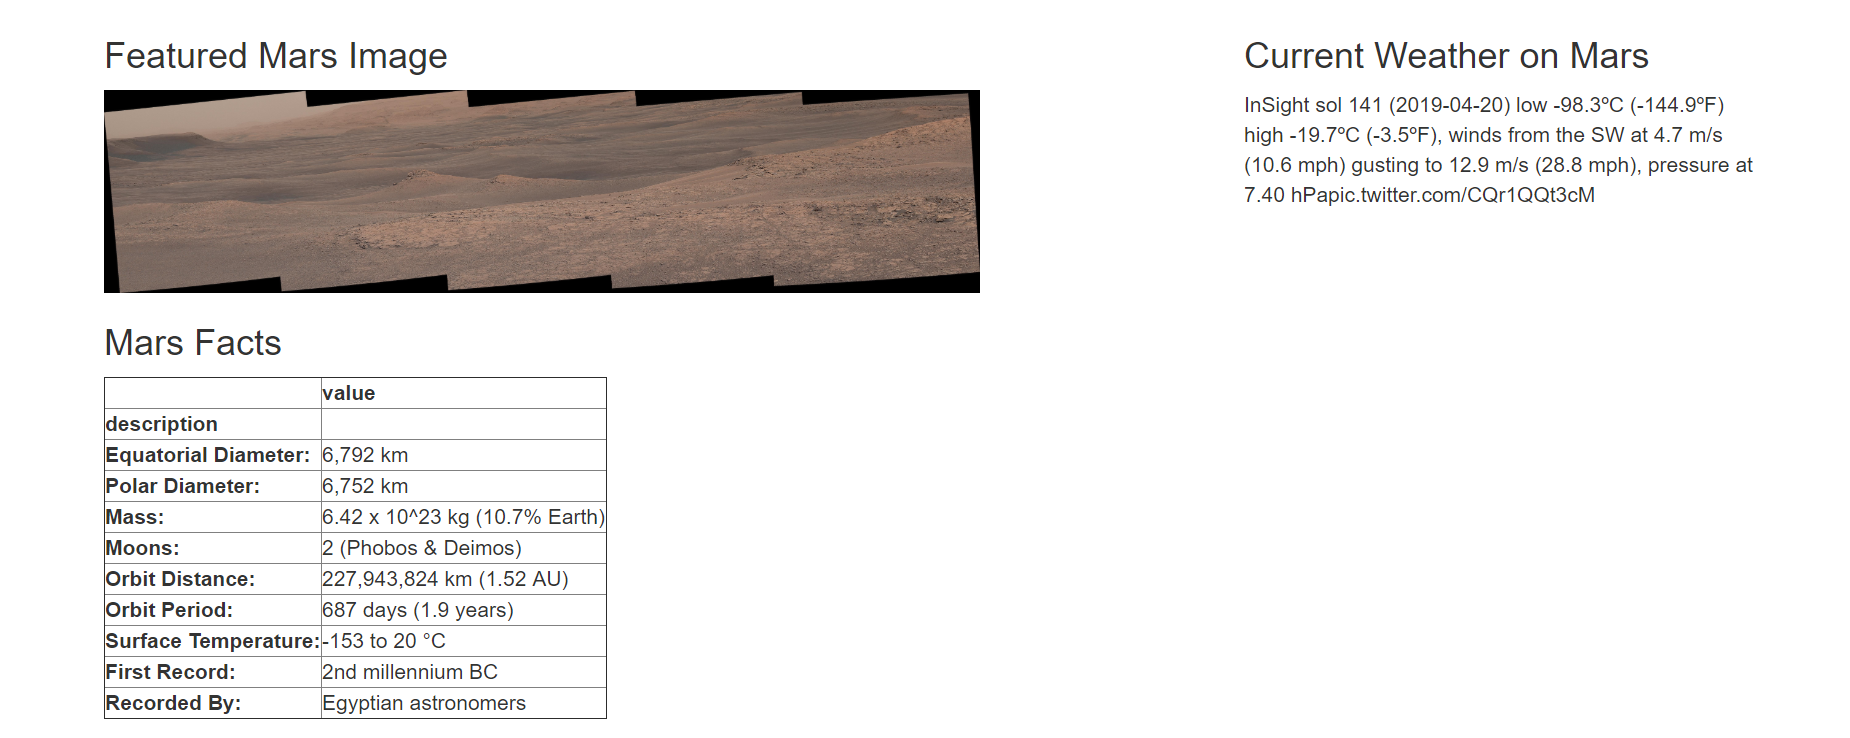 Featured Mars Image
Current Weather on Mars
InSight sol 141 (2019-04-20) low -98.3ºC (-144.9ºF)
high -19.7ºC (-3.5ºF), winds from the SW at 4.7 m/s
(10.6 mph) gusting to 12.9 m/s (28.8 mph), pressure at
7.40 hPapic.twitter.com/CQr1QQt3cM
Mars Facts
value
description
Equatorial Diameter: 6,792 km
Polar Diameter: 6,752 km
Mass: 6.42 x 10^23 kg (10.7% Earth)
Moons: 2 (Phobos & Deimos)
Orbit Distance: 227,943,824 km (1.52 AU)
Orbit Period: 687 days (1.9 years)
Surface Temperature: -153 to 20 °C
First Record: 2nd millennium BC
Recorded By: Egyptian astronomers